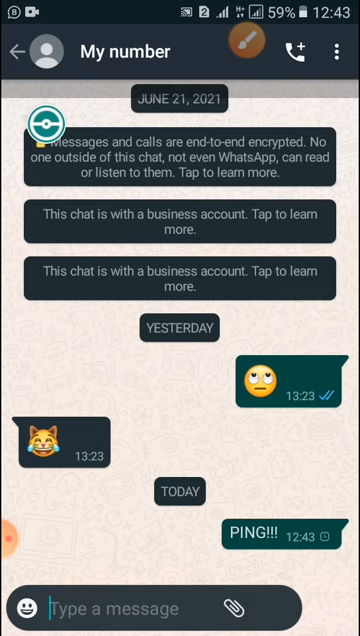 59% 12:43
My number
JUNE 21, 2021
Messages and calls are end-to-end encrypted. No
one outside of this chat, not even WhatsApp, can read
or listen to them. Tap to learn more.
This chat is with a business account. Tap to learn
more.
This chat is with a business account. Tap to learn
more.
YESTERDAY
13:23
13:23
TODAY
PING!!! 12:43
Type a message